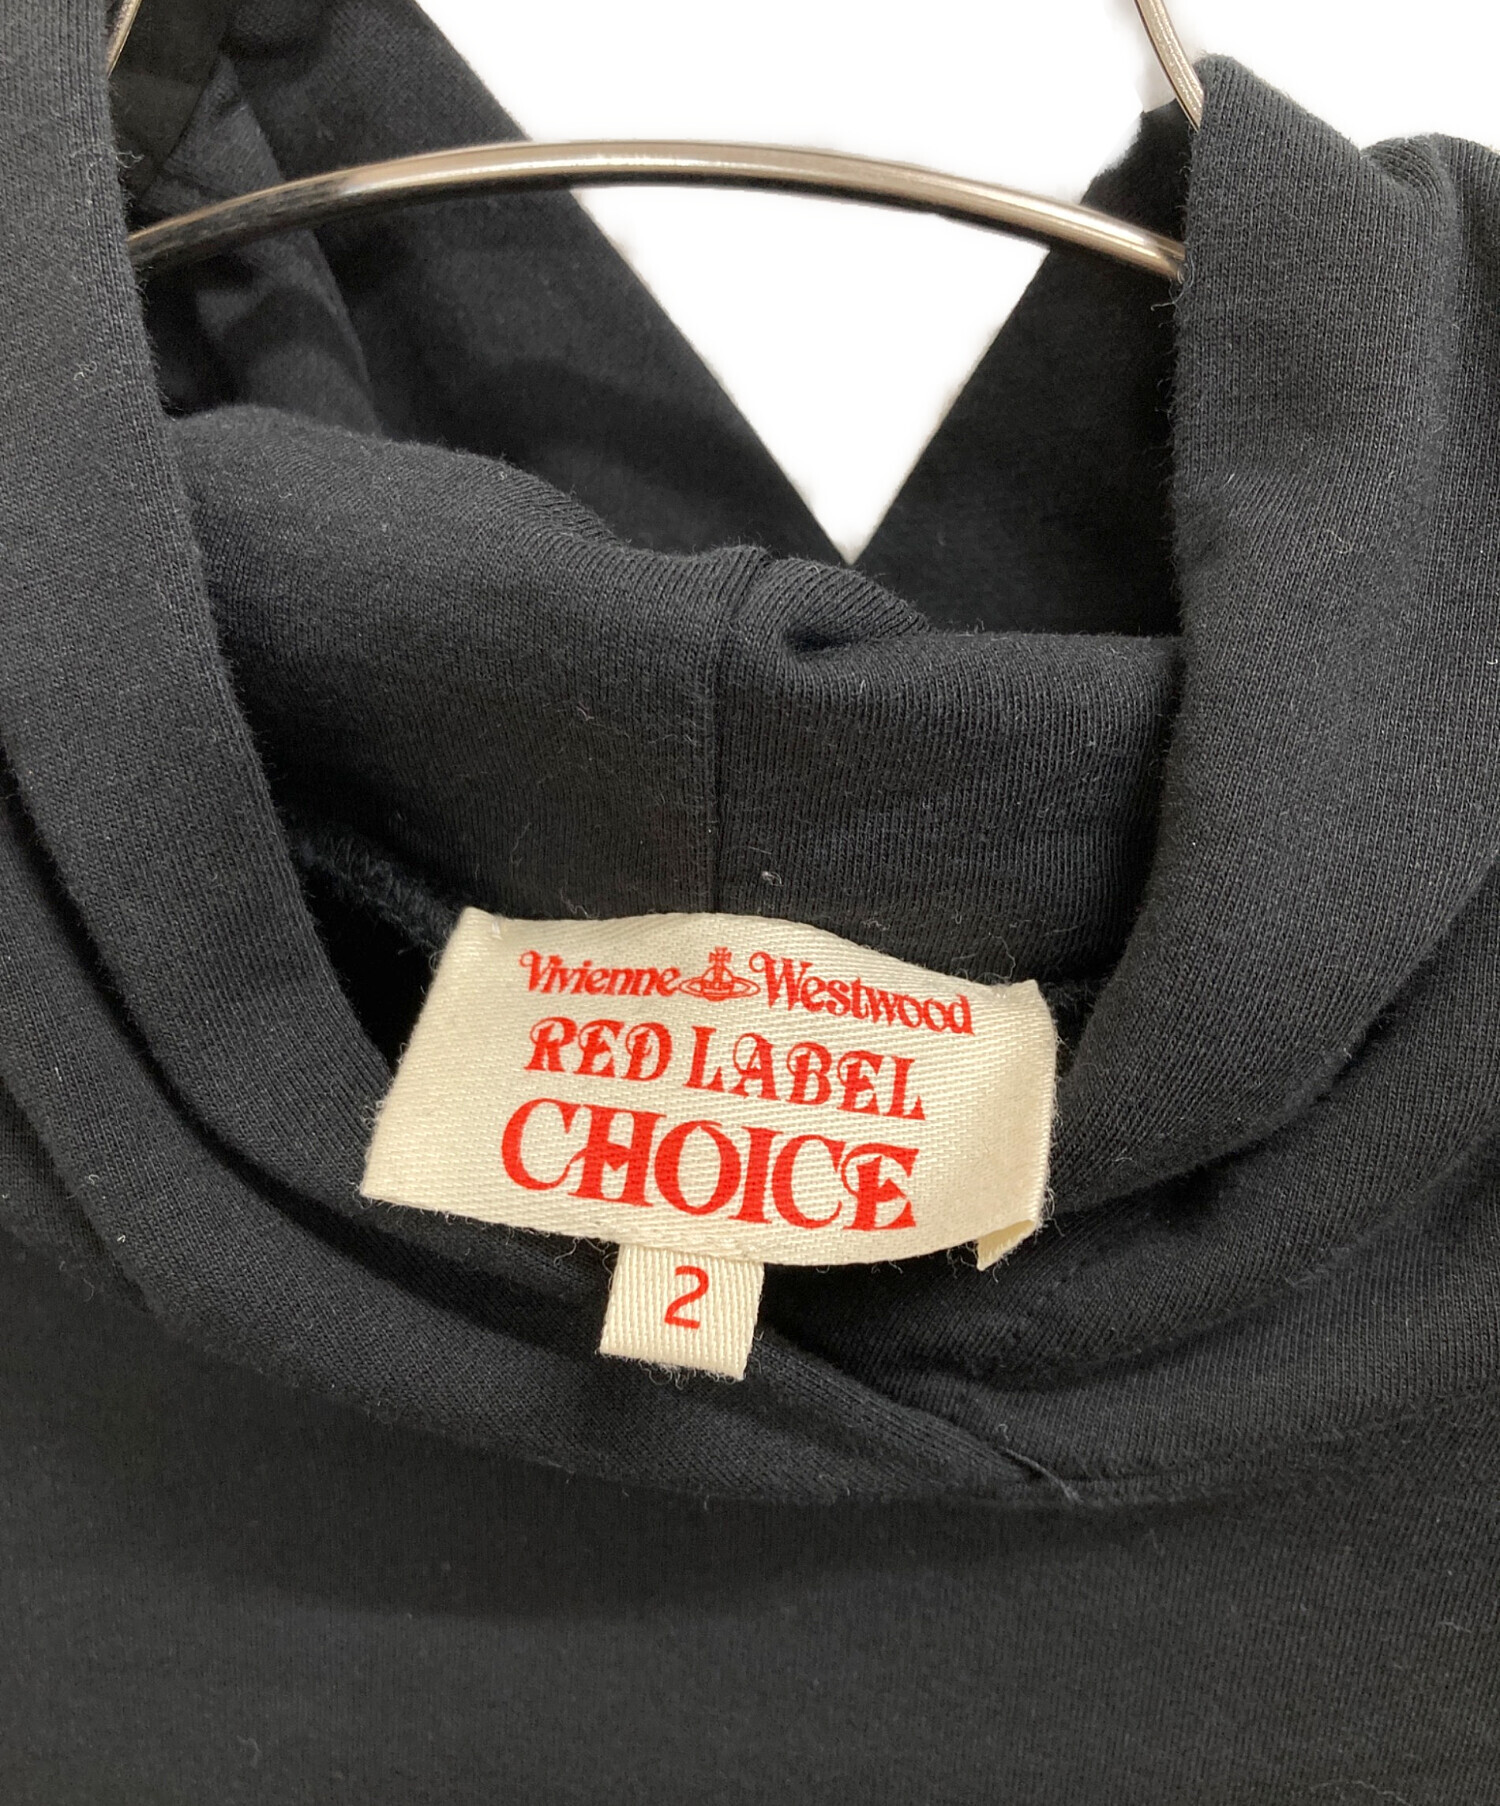 Vivienne Westwood
RED LABEL
CHOICE
2